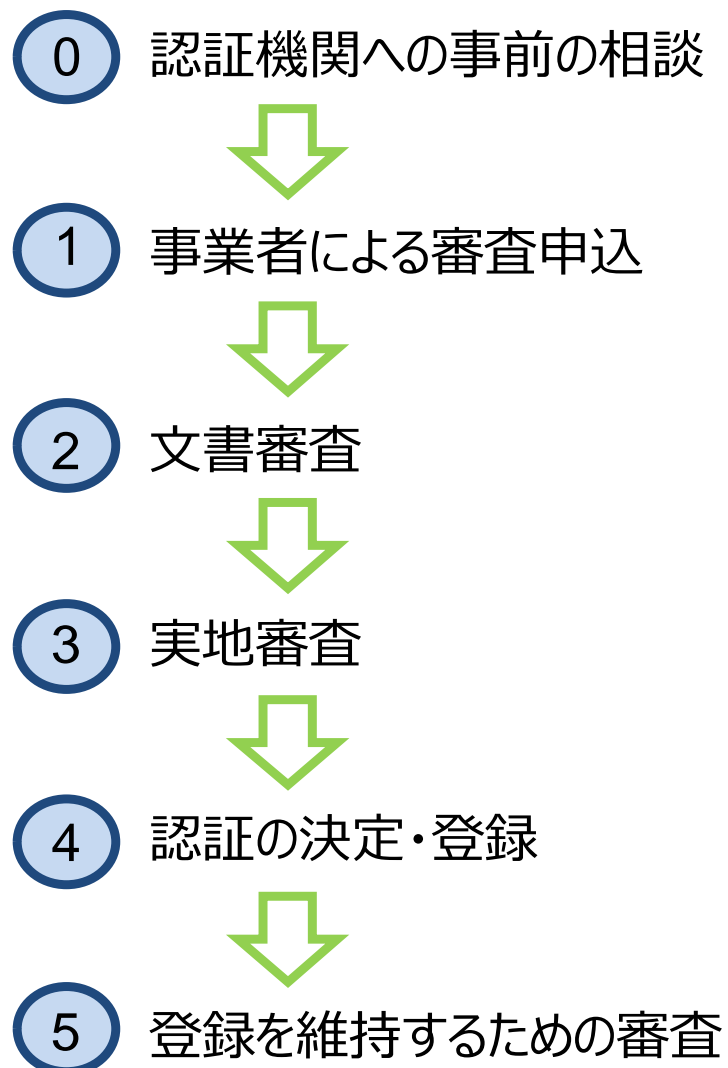 0 認証機関への事前の相談
1 事業者による審査申込
2 文書審査
3 実地審査
4 認証の決定・登録
5 登録を維持するための審査